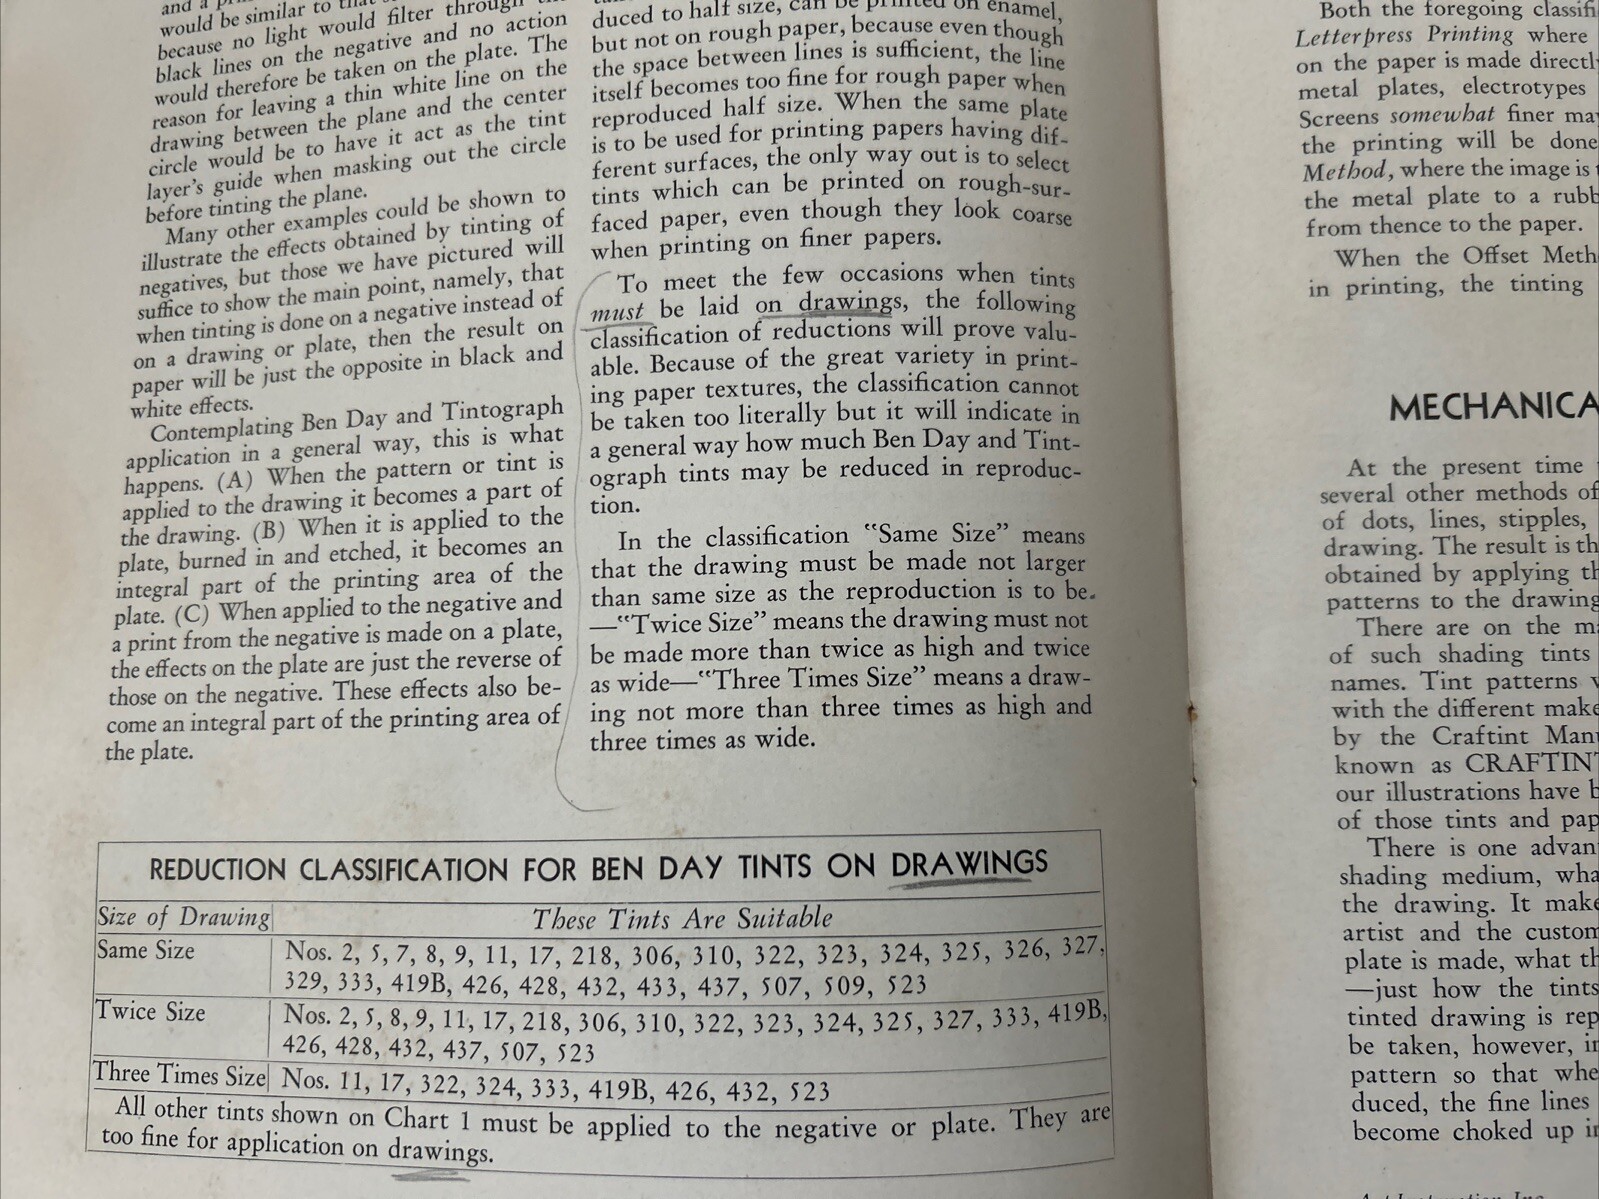 and a
would be similar to that
because no light would filter through
black lines on the negative and no action
would therefore be taken on the plate. The
reason for leaving a thin white line on the
drawing between the plane and the center
circle would be to have it act as the tint
layer's guide when masking out the circle
before tinting the plane.
Many other examples could be shown to
illustrate the effects obtained by tinting of
negatives, but those we have pictured will
suffice to show the main point, namely, that
when tinting is done on a negative instead of
on a drawing or plate, then the result on
paper will be just the opposite in black and
white effects.
Contemplating Ben Day and Tintograph
application in a general way, this is what
happens. (A) When the pattern or tint is
applied to the drawing it becomes a part of
the drawing. (B) When it is applied to the
plate, burned in and etched, it becomes an
integral part of the printing area of the
plate. (C) When applied to the negative and
a print from the negative is made on a plate,
the effects on the plate are just the reverse of
those on the negative. These effects also be-
come an integral part of the printing area of
the plate.
duced to half size, can be printed on enamel,
but not on rough paper, because even though
the space between lines is sufficient, the line
itself becomes too fine for rough paper when
reproduced half size. When the same plate
is to be used for printing papers having dif-
ferent surfaces, the only way out is to select
tints which can be printed on rough-sur-
faced paper, even though they look coarse
when printing on finer papers.
To meet the few occasions when tints
must be laid on drawings, the following
classification of reductions will prove valu-
able. Because of the great variety in print-
ing paper textures, the classification cannot
be taken too literally but it will indicate in
a general way how much Ben Day and Tint-
ograph tints may be reduced in reproduc-
tion.
In the classification "Same Size" means
that the drawing must be made not larger
than same size as the reproduction is to be.
—"Twice Size" means the drawing must not
be made more than twice as high and twice
as wide—"Three Times Size" means a draw-
ing not more than three times as high and
three times as wide.
REDUCTION CLASSIFICATION FOR BEN DAY TINTS ON DRAWINGS
Size of Drawing These Tints Are Suitable
Same Size Nos. 2, 5, 7, 8, 9, 11, 17, 218, 306, 310, 322, 323, 324, 325, 326, 327,
329, 333, 419B, 426, 428, 432, 433, 437, 507, 509, 523
Twice Size Nos. 2, 5, 8, 9, 11, 17, 218, 306, 310, 322, 323, 324, 325, 327, 333, 419B,
426, 428, 432, 437, 507, 523
Three Times Size Nos. 11, 17, 322, 324, 333, 419B, 426, 432, 523
All other tints shown on Chart 1 must be applied to the negative or plate. They are
too fine for application on drawings.
Both the foregoing classifi
Letterpress Printing where
on the paper is made directl
metal plates, electrotypes
Screens somewhat finer ma
the printing will be done
Method, where the image is
the metal plate to a rubb
from thence to the paper.
When the Offset Meth
in printing, the tinting
MECHANICA
At the present time
several other methods of
of dots, lines, stipples,
drawing. The result is th
obtained by applying th
patterns to the drawing
There are on the ma
of such shading tints
names. Tint patterns
with the different make
by the Craftint Man
known as CRAFTINT
our illustrations have b
of those tints and pap
There is one advan
shading medium, wha
the drawing. It make
artist and the custom
plate is made, what th
—just how the tints
tinted drawing is rep
be taken, however, in
pattern so that whe
duced, the fine lines
become choked up in